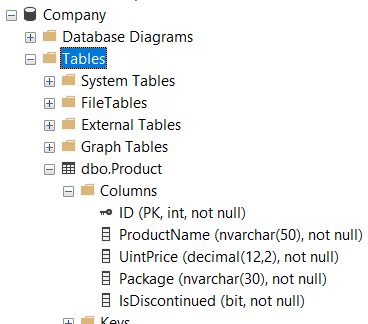 Company
Database Diagrams
Tables
System Tables
FileTables
External Tables
Graph Tables
dbo.Product
Columns
ID (PK, int, not null)
ProductName (nvarchar(50), not null)
UintPrice (decimal(12,2), not null)
Package (nvarchar(30), not null)
IsDiscontinued (bit, not null)
Keys